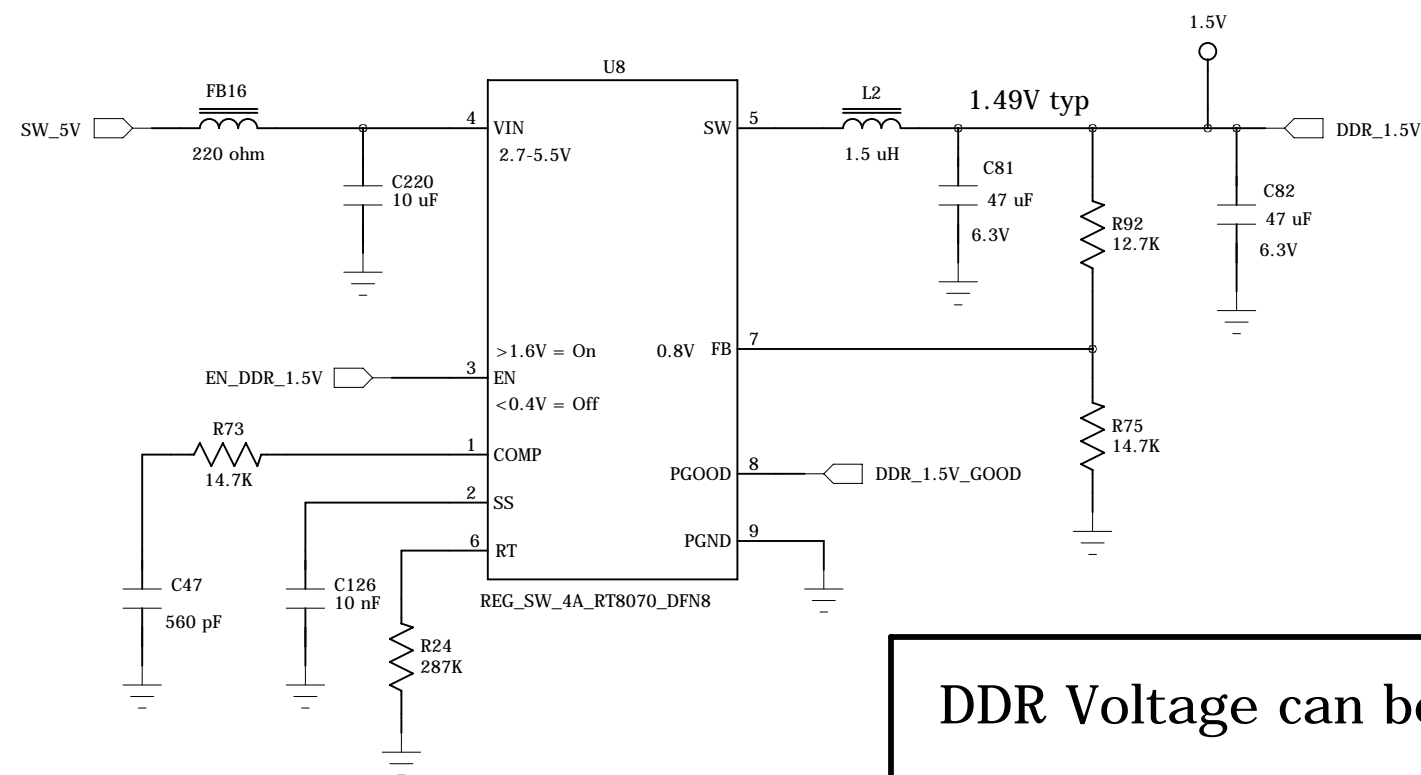 1.5V
U8
FB16
L2
1.49V typ
SW_5V
4
VIN
SW
5
DDR_1.5V
220 ohm
2.7-5.5V
1.5 uH
C81
47 uF
6.3V
C220
10 uF
C82
47 uF
6.3V
R92
12.7K
>1.6V = On
0.8V
FB
7
EN_DDR_1.5V
3
EN
<0.4V = Off
R73
14.7K
1
COMP
R75
14.7K
PGOOD
8
DDR_1.5V_GOOD
2
SS
6
RT
PGND
9
C47
560 pF
C126
10 nF
REG_SW_4A_RT8070_DFN8
R24
287K
DDR Voltage can b